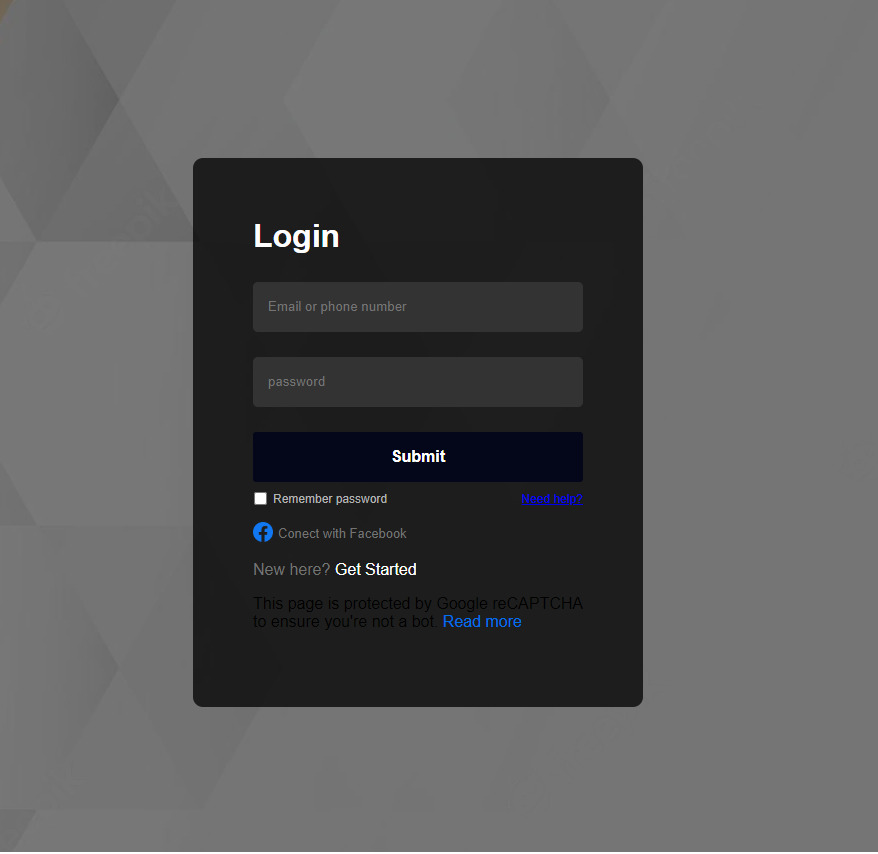 Login
Email or phone number
password
Submit
Remember password Need help?
Conect with Facebook
New here? Get Started
This page is protected by Google reCAPTCHA
to ensure you're not a bot. Read more